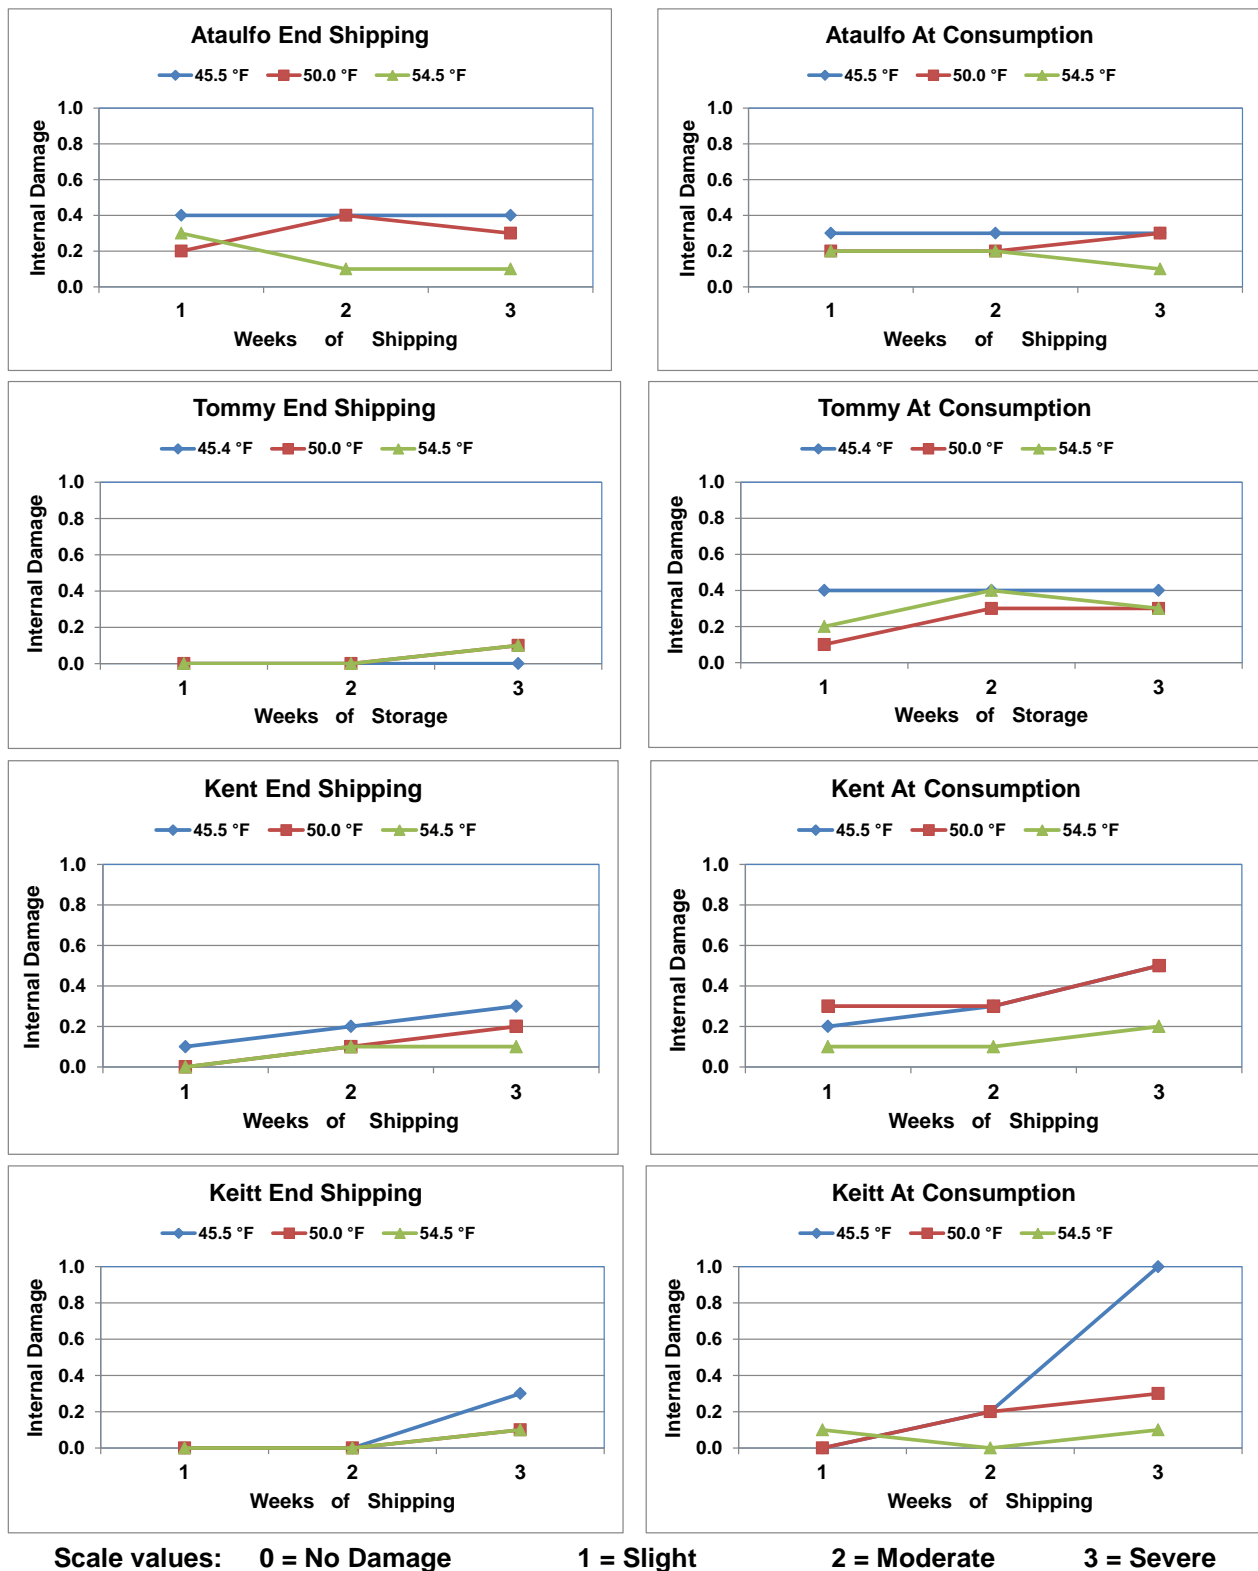 Ataulfo End Shipping
45.5 °F 50.0 °F 54.5 °F
Internal Damage
1.0
0.8
0.6
0.4
0.2
0.0
1 2 3
Weeks of Shipping
Ataulfo At Consumption
45.5 °F 50.0 °F 54.5 °F
Internal Damage
1.0
0.8
0.6
0.4
0.2
0.0
1 2 3
Weeks of Shipping
Tommy End Shipping
45.4 °F 50.0 °F 54.5 °F
Internal Damage
1.0
0.8
0.6
0.4
0.2
0.0
1 2 3
Weeks of Storage
Tommy At Consumption
45.4 °F 50.0 °F 54.5 °F
Internal Damage
1.0
0.8
0.6
0.4
0.2
0.0
1 2 3
Weeks of Storage
Kent End Shipping
45.5 °F 50.0 °F 54.5 °F
Internal Damage
1.0
0.8
0.6
0.4
0.2
0.0
1 2 3
Weeks of Shipping
Kent At Consumption
45.5 °F 50.0 °F 54.5 °F
Internal Damage
1.0
0.8
0.6
0.4
0.2
0.0
1 2 3
Weeks of Shipping
Keitt End Shipping
45.5 °F 50.0 °F 54.5 °F
Internal Damage
1.0
0.8
0.6
0.4
0.2
0.0
1 2 3
Weeks of Shipping
Keitt At Consumption
45.5 °F 50.0 °F 54.5 °F
Internal Damage
1.0
0.8
0.6
0.4
0.2
0.0
1 2 3
Weeks of Shipping
Scale values: 0 = No Damage 1 = Slight 2 = Moderate 3 = Severe